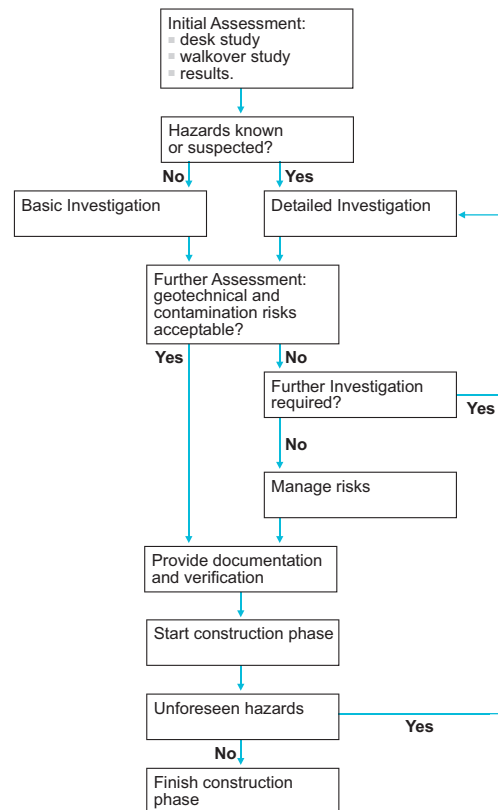 Initial Assessment:
▪ desk study
▪ walkover study
▪ results.
Hazards known
or suspected?
No
Yes
Basic Investigation
Detailed Investigation
Further Assessment:
geotechnical and
contamination risks
acceptable?
Yes
No
Further Investigation
required?
Yes
No
Manage risks
Provide documentation
and verification
Start construction phase
Unforeseen hazards
Yes
No
Finish construction
phase